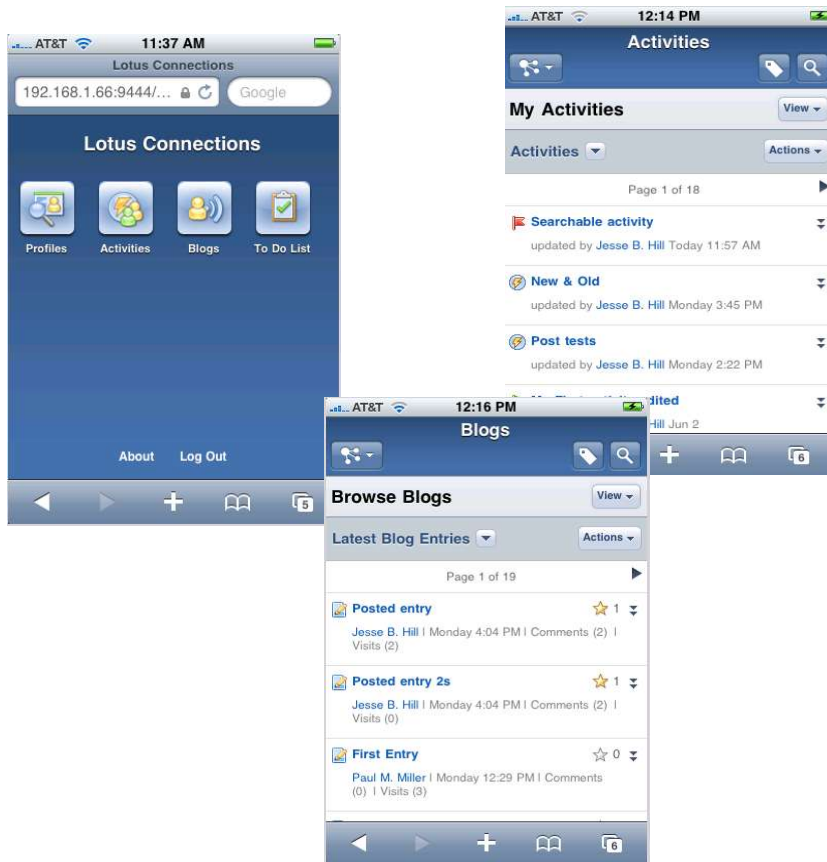 AT&T 11:37 AM
Lotus Connections
192.168.1.66:9444/... Google
Lotus Connections
Profiles Activities Blogs To Do List
About Log Out
5
AT&T 12:14 PM
Activities
My Activities View
Activities Actions
Page 1 of 18
Searchable activity
updated by Jesse B. Hill Today 11:57 AM
New & Old
updated by Jesse B. Hill Monday 3:45 PM
Post tests
updated by Jesse B. Hill Monday 2:22 PM
Hill Jun 2
6
AT&T 12:16 PM
Blogs
Browse Blogs View
Latest Blog Entries Actions
Page 1 of 19
Posted entry 1
Jesse B. Hill | Monday 4:04 PM | Comments (2) |
Visits (2)
Posted entry 2s 1
Jesse B. Hill | Monday 4:04 PM | Comments (2) |
Visits (0)
First Entry 0
Paul M. Miller | Monday 12:29 PM | Comments
(0) | Visits (3)
6